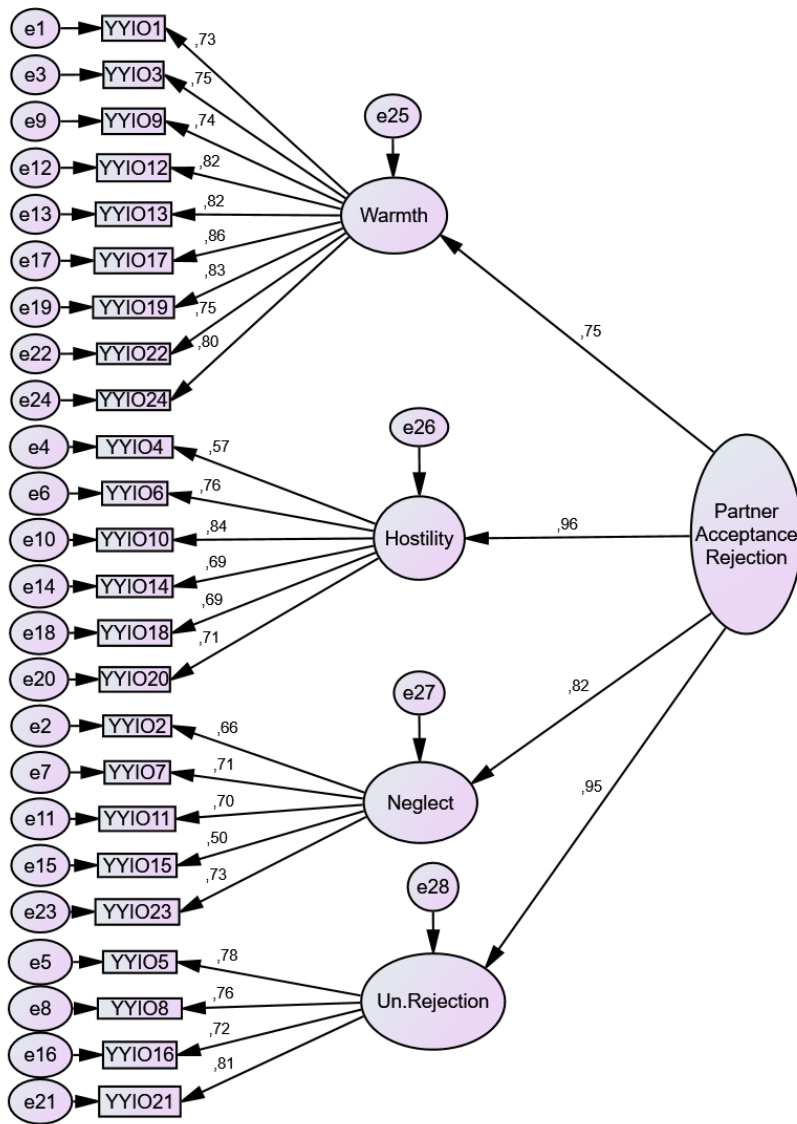 e1 YYIO1 ,73
e3 YYIO3 ,75
e9 YYIO9 ,74
e12 YYIO12 ,82
e13 YYIO13 ,82
e17 YYIO17 ,86
e19 YYIO19 ,83
e22 YYIO22 ,75
e24 YYIO24 ,80
e25
Warmth
,75
e4 YYIO4 ,57
e6 YYIO6 ,76
e10 YYIO10 ,84
e14 YYIO14 ,69
e18 YYIO18 ,69
e20 YYIO20 ,71
e26
Hostility
,96
Partner
Acceptance
Rejection
e2 YYIO2 ,66
e7 YYIO7 ,71
e11 YYIO11 ,70
e15 YYIO15 ,50
e23 YYIO23 ,73
e27
Neglect
,82
e5 YYIO5 ,78
e8 YYIO8 ,76
e16 YYIO16 ,72
e21 YYIO21 ,81
e28
Un.Rejection
,95